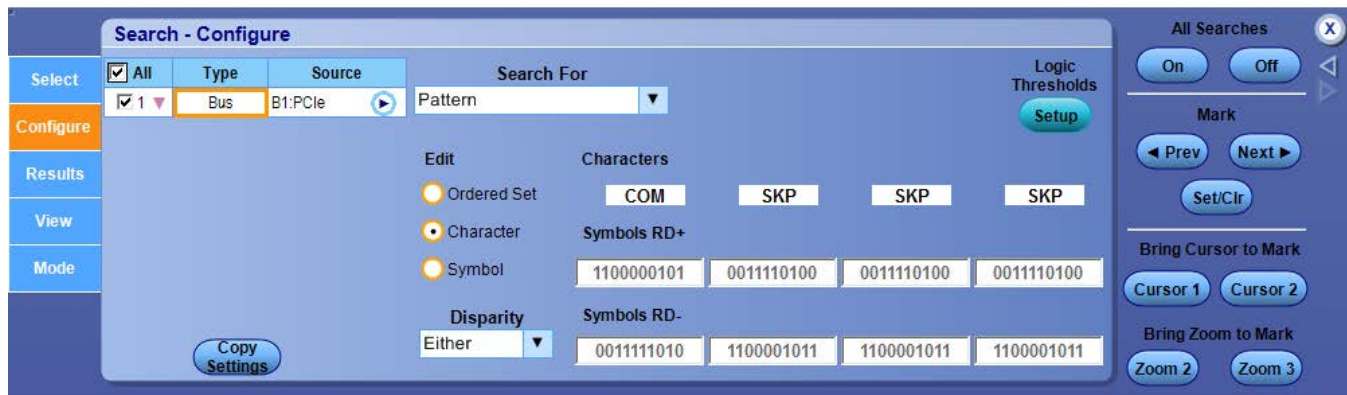 Search - Configure
Select
Configure
Results
View
Mode
All Type Source
1 Bus B1:PCIe
Copy
Settings
Search For
Pattern
Logic
Thresholds
Setup
Edit
Ordered Set
Character
Symbol
Disparity
Either
Characters
COM SKP SKP SKP
Symbols RD+
1100000101 0011110100 0011110100 0011110100
Symbols RD-
0011111010 1100001011 1100001011 1100001011
All Searches
X
On Off
Mark
◄ Prev Next ►
Set/Clr
Bring Cursor to Mark
Cursor 1 Cursor 2
Bring Zoom to Mark
Zoom 2 Zoom 3